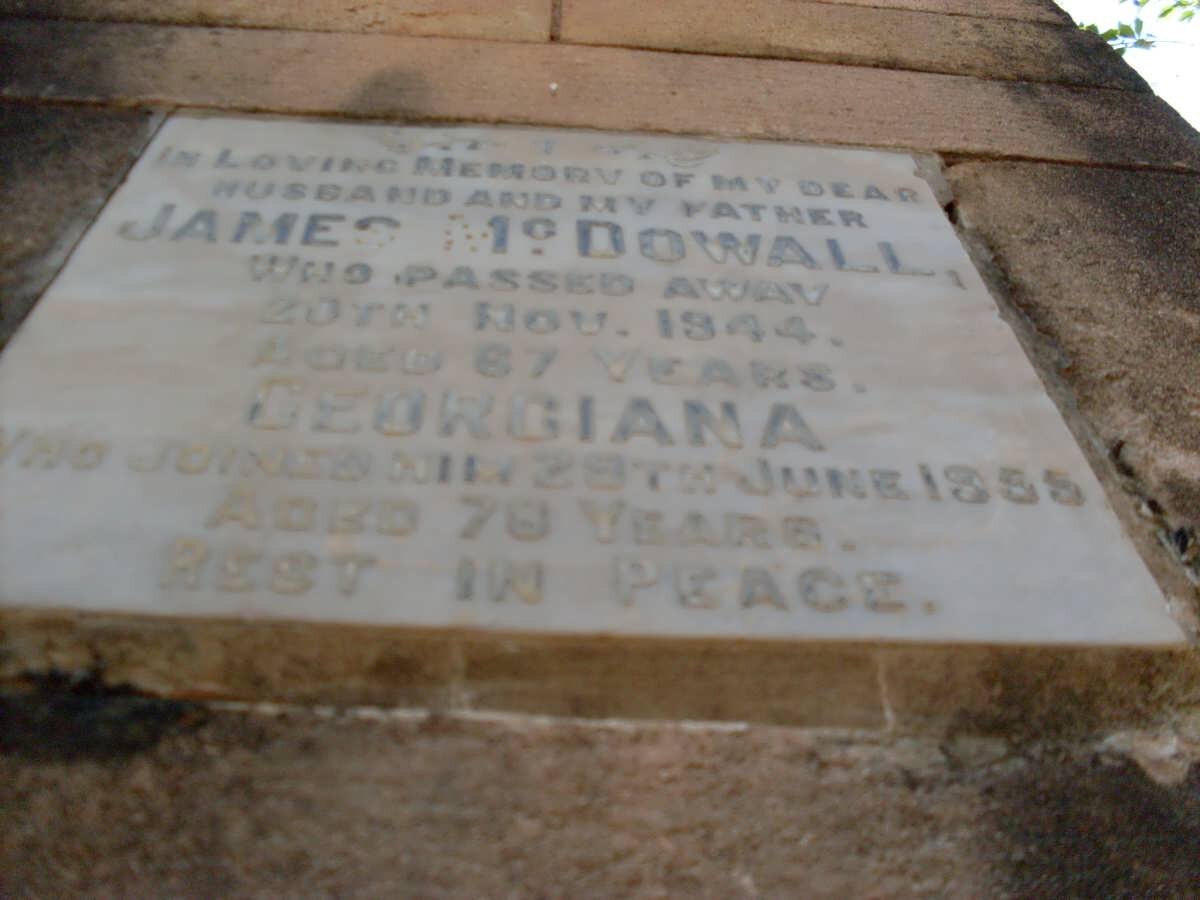 IN LOVING MEMORY OF MY DEAR
HUSBAND AND MY FATHER
JAMES McDOWALL,
WHO PASSED AWAY
20TH NOV. 1944.
AGED 67 YEARS.
GEORGIANA
WHO JOINED HIM 28TH JUNE 1955
AGED 78 YEARS.
REST IN PEACE.